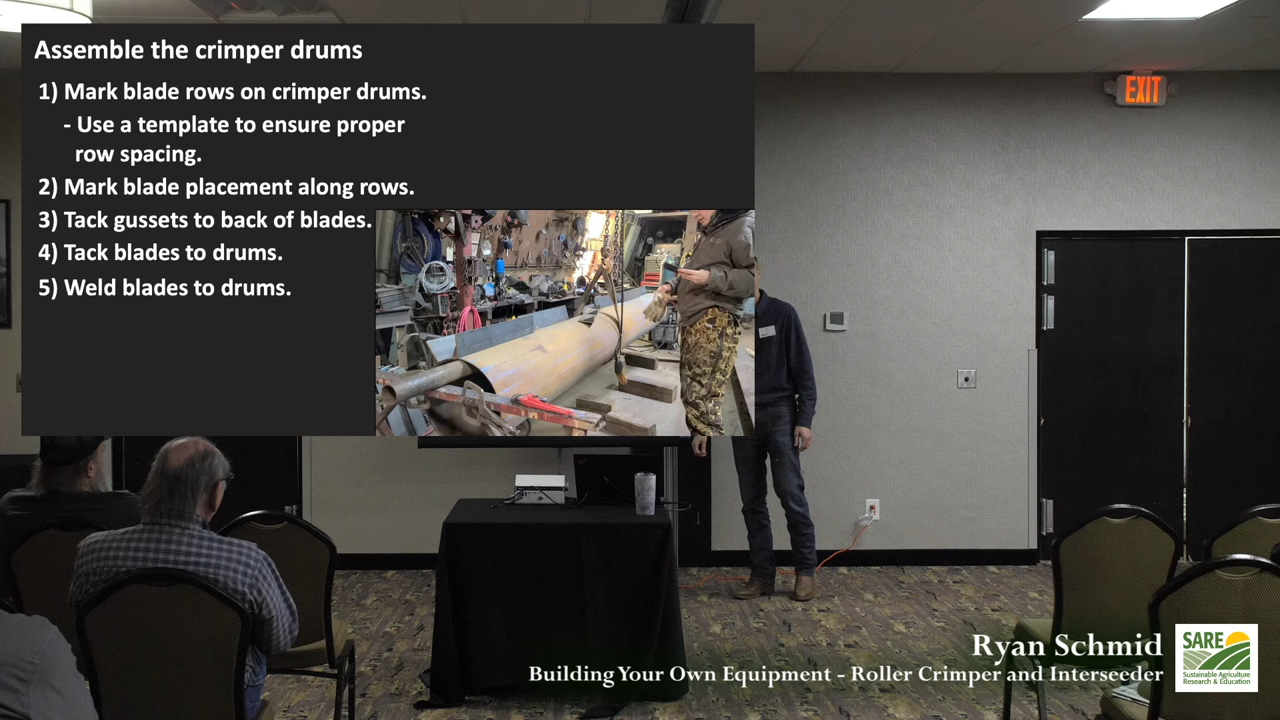 Assemble the crimper drums
1) Mark blade rows on crimper drums.
- Use a template to ensure proper
row spacing.
2) Mark blade placement along rows.
3) Tack gussets to back of blades.
4) Tack blades to drums.
5) Weld blades to drums.
EXIT
Ryan Schmid
Building Your Own Equipment - Roller Crimper and Interseeder
SARE
Sustainable Agriculture
Research & Education